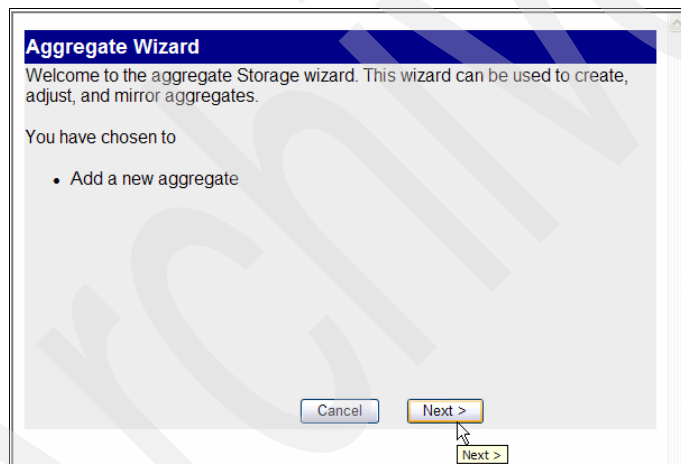 Aggregate Wizard
Welcome to the aggregate Storage wizard. This wizard can be used to create,
adjust, and mirror aggregates.
You have chosen to
• Add a new aggregate
Cancel
Next >
Next >